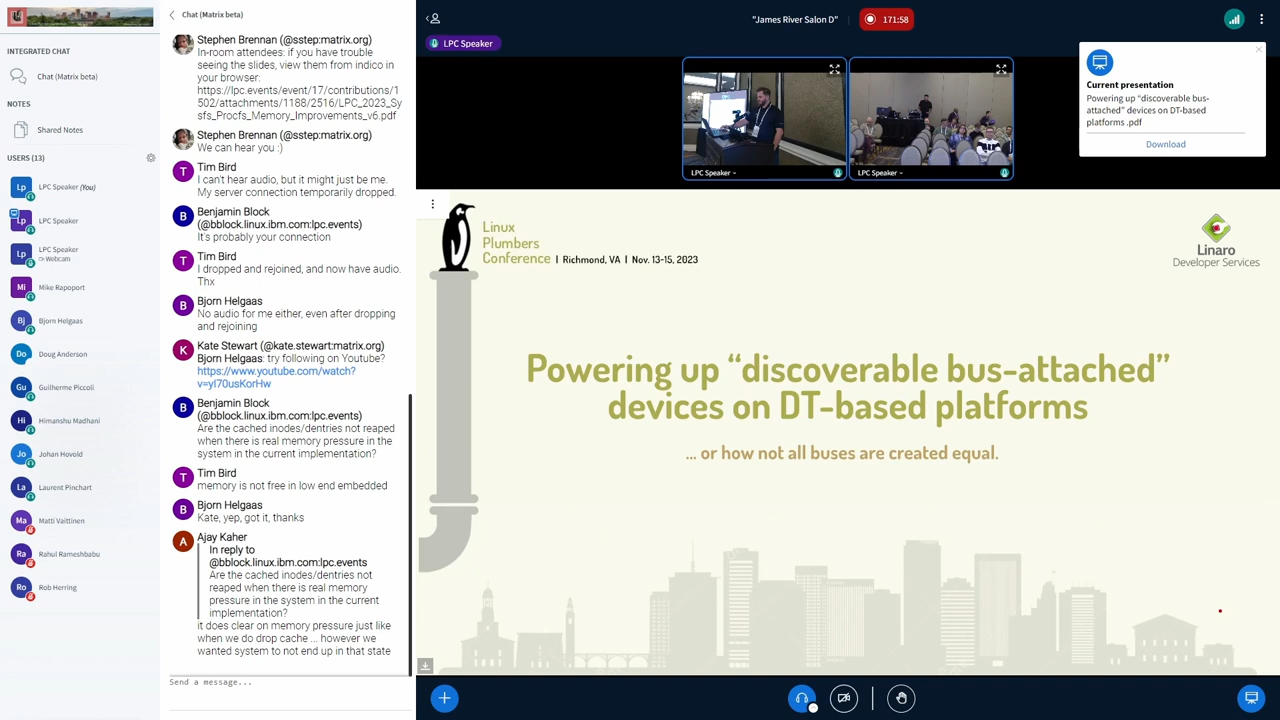 INTEGRATED CHAT
Chat (Matrix beta)
NOTES
Shared Notes
USERS (13)
Lp
LPC Speaker (You)
Lp
LPC Speaker
Lp
LPC Speaker
Webcam
Mi
Mike Rapoport
Bj
Bjorn Helgaas
Do
Doug Anderson
Gu
Guilherme Piccoli
Hi
Himanshu Madhani
Jo
Johan Hovold
La
Laurent Pinchart
Ma
Matti Vaittinen
Ra
Rahul Rameshbabu
Ro
Rob Herring
Chat (Matrix beta)
Stephen Brennan (@sstep:matrix.org)
In-room attendees: if you have trouble
seeing the slides, view them from indico in
your browser:
https://lpc.events/event/17/contributions/1
502/attachments/1188/2516/LPC_2023_Sy
sfs_Procfs_Memory_Improvements_v6.pdf
Stephen Brennan (@sstep:matrix.org)
We can hear you :)
T
Tim Bird
I can't hear audio, but it might just be me.
My server connection temporarily dropped.
B
Benjamin Block
(@bblock.linux.ibm.com:lpc.events)
It's probably your connection
T
Tim Bird
I dropped and rejoined, and now have audio.
Thx
B
Bjorn Helgaas
No audio for me either, even after dropping
and rejoining
K
Kate Stewart (@kate.stewart:matrix.org)
Bjorn Helgaas: try following on Youtube?
https://www.youtube.com/watch?
v=yI70usKorHw
B
Benjamin Block
(@bblock.linux.ibm.com:lpc.events)
Are the cached inodes/dentries not reaped
when there is real memory pressure in the
system in the current implementation?
T
Tim Bird
memory is not free in low end embedded
B
Bjorn Helgaas
Kate, yep, got it, thanks
A
Ajay Kaher
In reply to
@bblock.linux.ibm.com:lpc.events
Are the cached inodes/dentries not
reaped when there is real memory
pressure in the system in the current
implementation?
it does clear on memory pressure just like
when we do drop cache ... however we
wanted system to not end up in that state
Send a message...
"James River Salon D"
171:58
LPC Speaker
LPC Speaker
LPC Speaker
Current presentation
Powering up “discoverable bus-
attached” devices on DT-based
platforms .pdf
Download
Linux
Plumbers
Conference | Richmond, VA | Nov. 13-15, 2023
Linaro
Developer Services
Powering up “discoverable bus-attached”
devices on DT-based platforms
... or how not all buses are created equal.